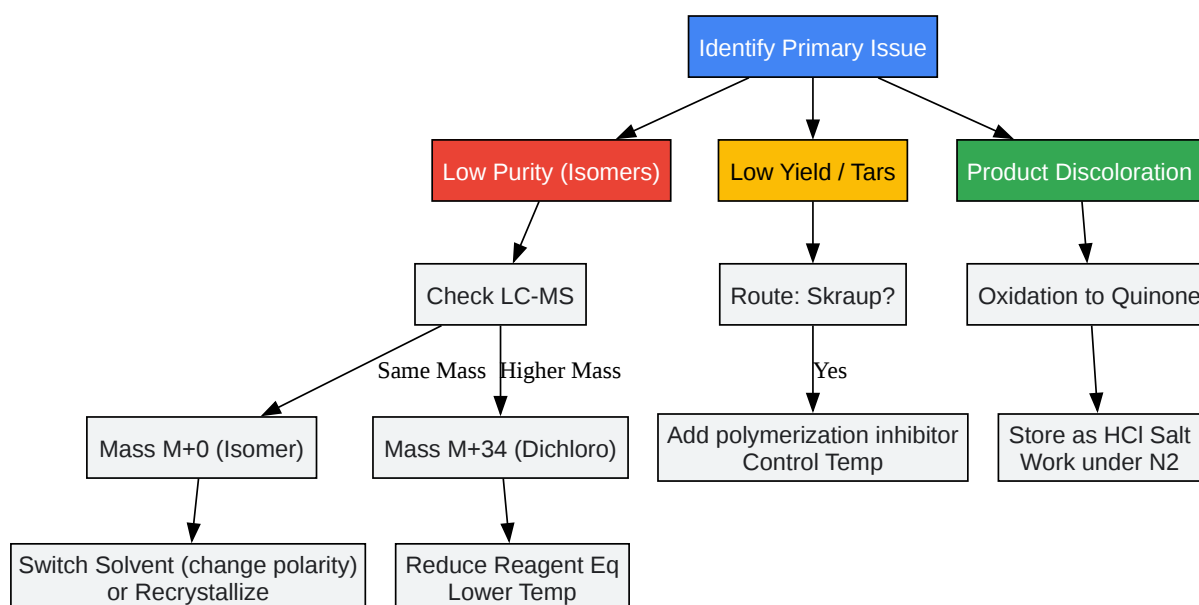 Identify Primary Issue
Low Purity (Isomers)
Low Yield / Tars
Product Discoloration
Check LC-MS
Route: Skraup?
Oxidation to Quinone
Same Mass
Higher Mass
Yes
Mass M+0 (Isomer)
Mass M+34 (Dichloro)
Add polymerization inhibitor
Control Temp
Store as HCl Salt
Work under N2
Switch Solvent (change polarity)
or Recrystallize
Reduce Reagent Eq
Lower Temp